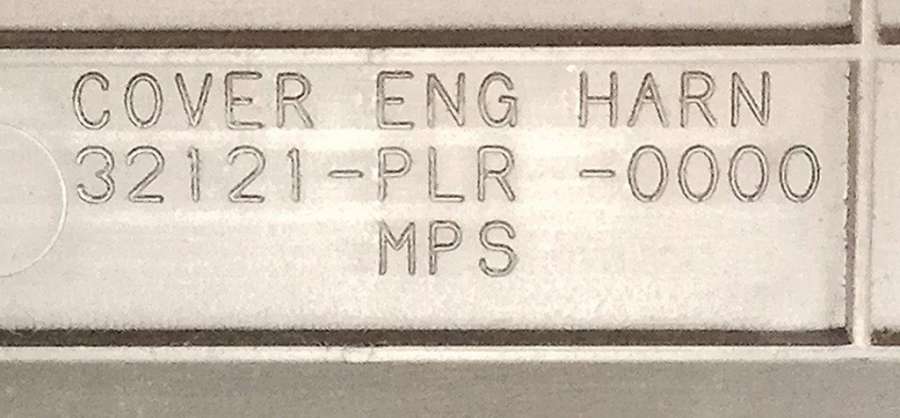 COVER ENG HARN
32121-PLR -0000
MPS